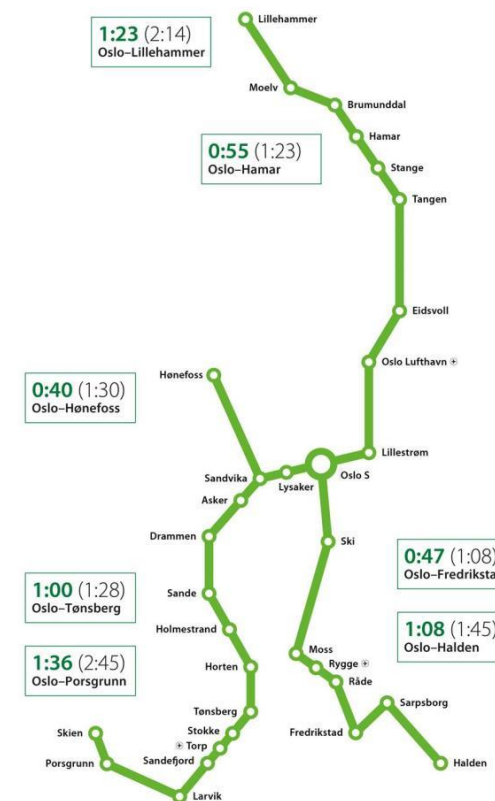 1:23 (2:14)
Oslo–Lillehammer
Lillehammer
Moelv
Brumunddal
Hamar
0:55 (1:23)
Oslo–Hamar
Stange
Tangen
Eidsvoll
Oslo Lufthavn
Hønefoss
0:40 (1:30)
Oslo–Hønefoss
Lillestrøm
Oslo S
Lysaker
Sandvika
Asker
Drammen
Ski
0:47 (1:08)
Oslo–Fredriksta
1:00 (1:28)
Oslo–Tønsberg
Sande
Holmestrand
1:08 (1:45)
Oslo–Halden
1:36 (2:45)
Oslo–Porsgrunn
Horten
Moss
Rygge
Råde
Tønsberg
Sarpsborg
Stokke
Fredrikstad
Skien
Torp
Sandefjord
Porsgrunn
Halden
Larvik